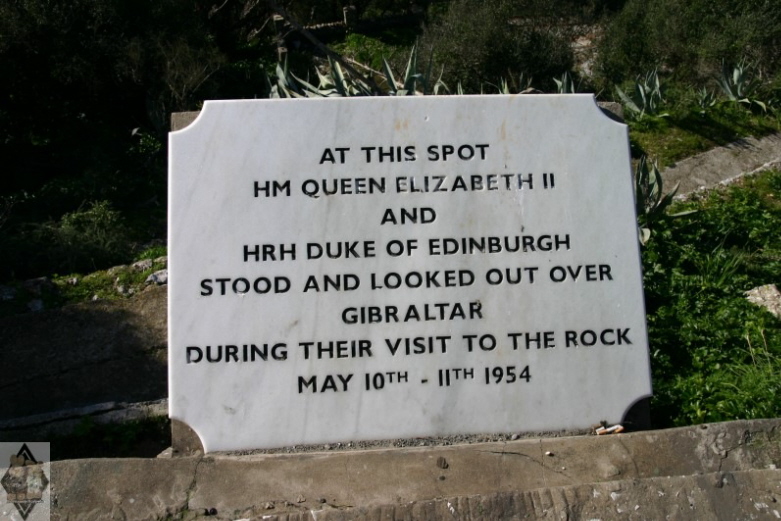 AT THIS SPOT
HM QUEEN ELIZABETH II
AND
HRH DUKE OF EDINBURGH
STOOD AND LOOKED OUT OVER
GIBRALTAR
DURING THEIR VISIT TO THE ROCK
MAY 10TH - 11TH 1954